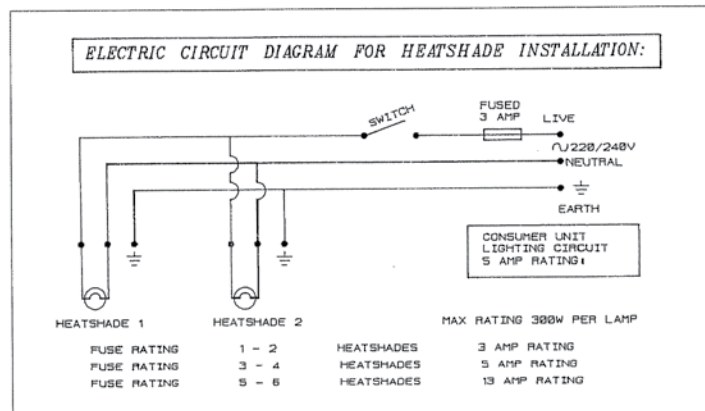 ELECTRIC CIRCUIT DIAGRAM FOR HEATSHADE INSTALLATION:
SWITCH
FUSED
3 AMP
LIVE
220/240V
NEUTRAL
EARTH
CONSUMER UNIT
LIGHTING CIRCUIT
5 AMP RATING:
HEATSHADE 1
HEATSHADE 2
MAX RATING 300W PER LAMP
FUSE RATING 1 - 2 HEATSHADES 3 AMP RATING
FUSE RATING 3 - 4 HEATSHADES 5 AMP RATING
FUSE RATING 5 - 6 HEATSHADES 13 AMP RATING